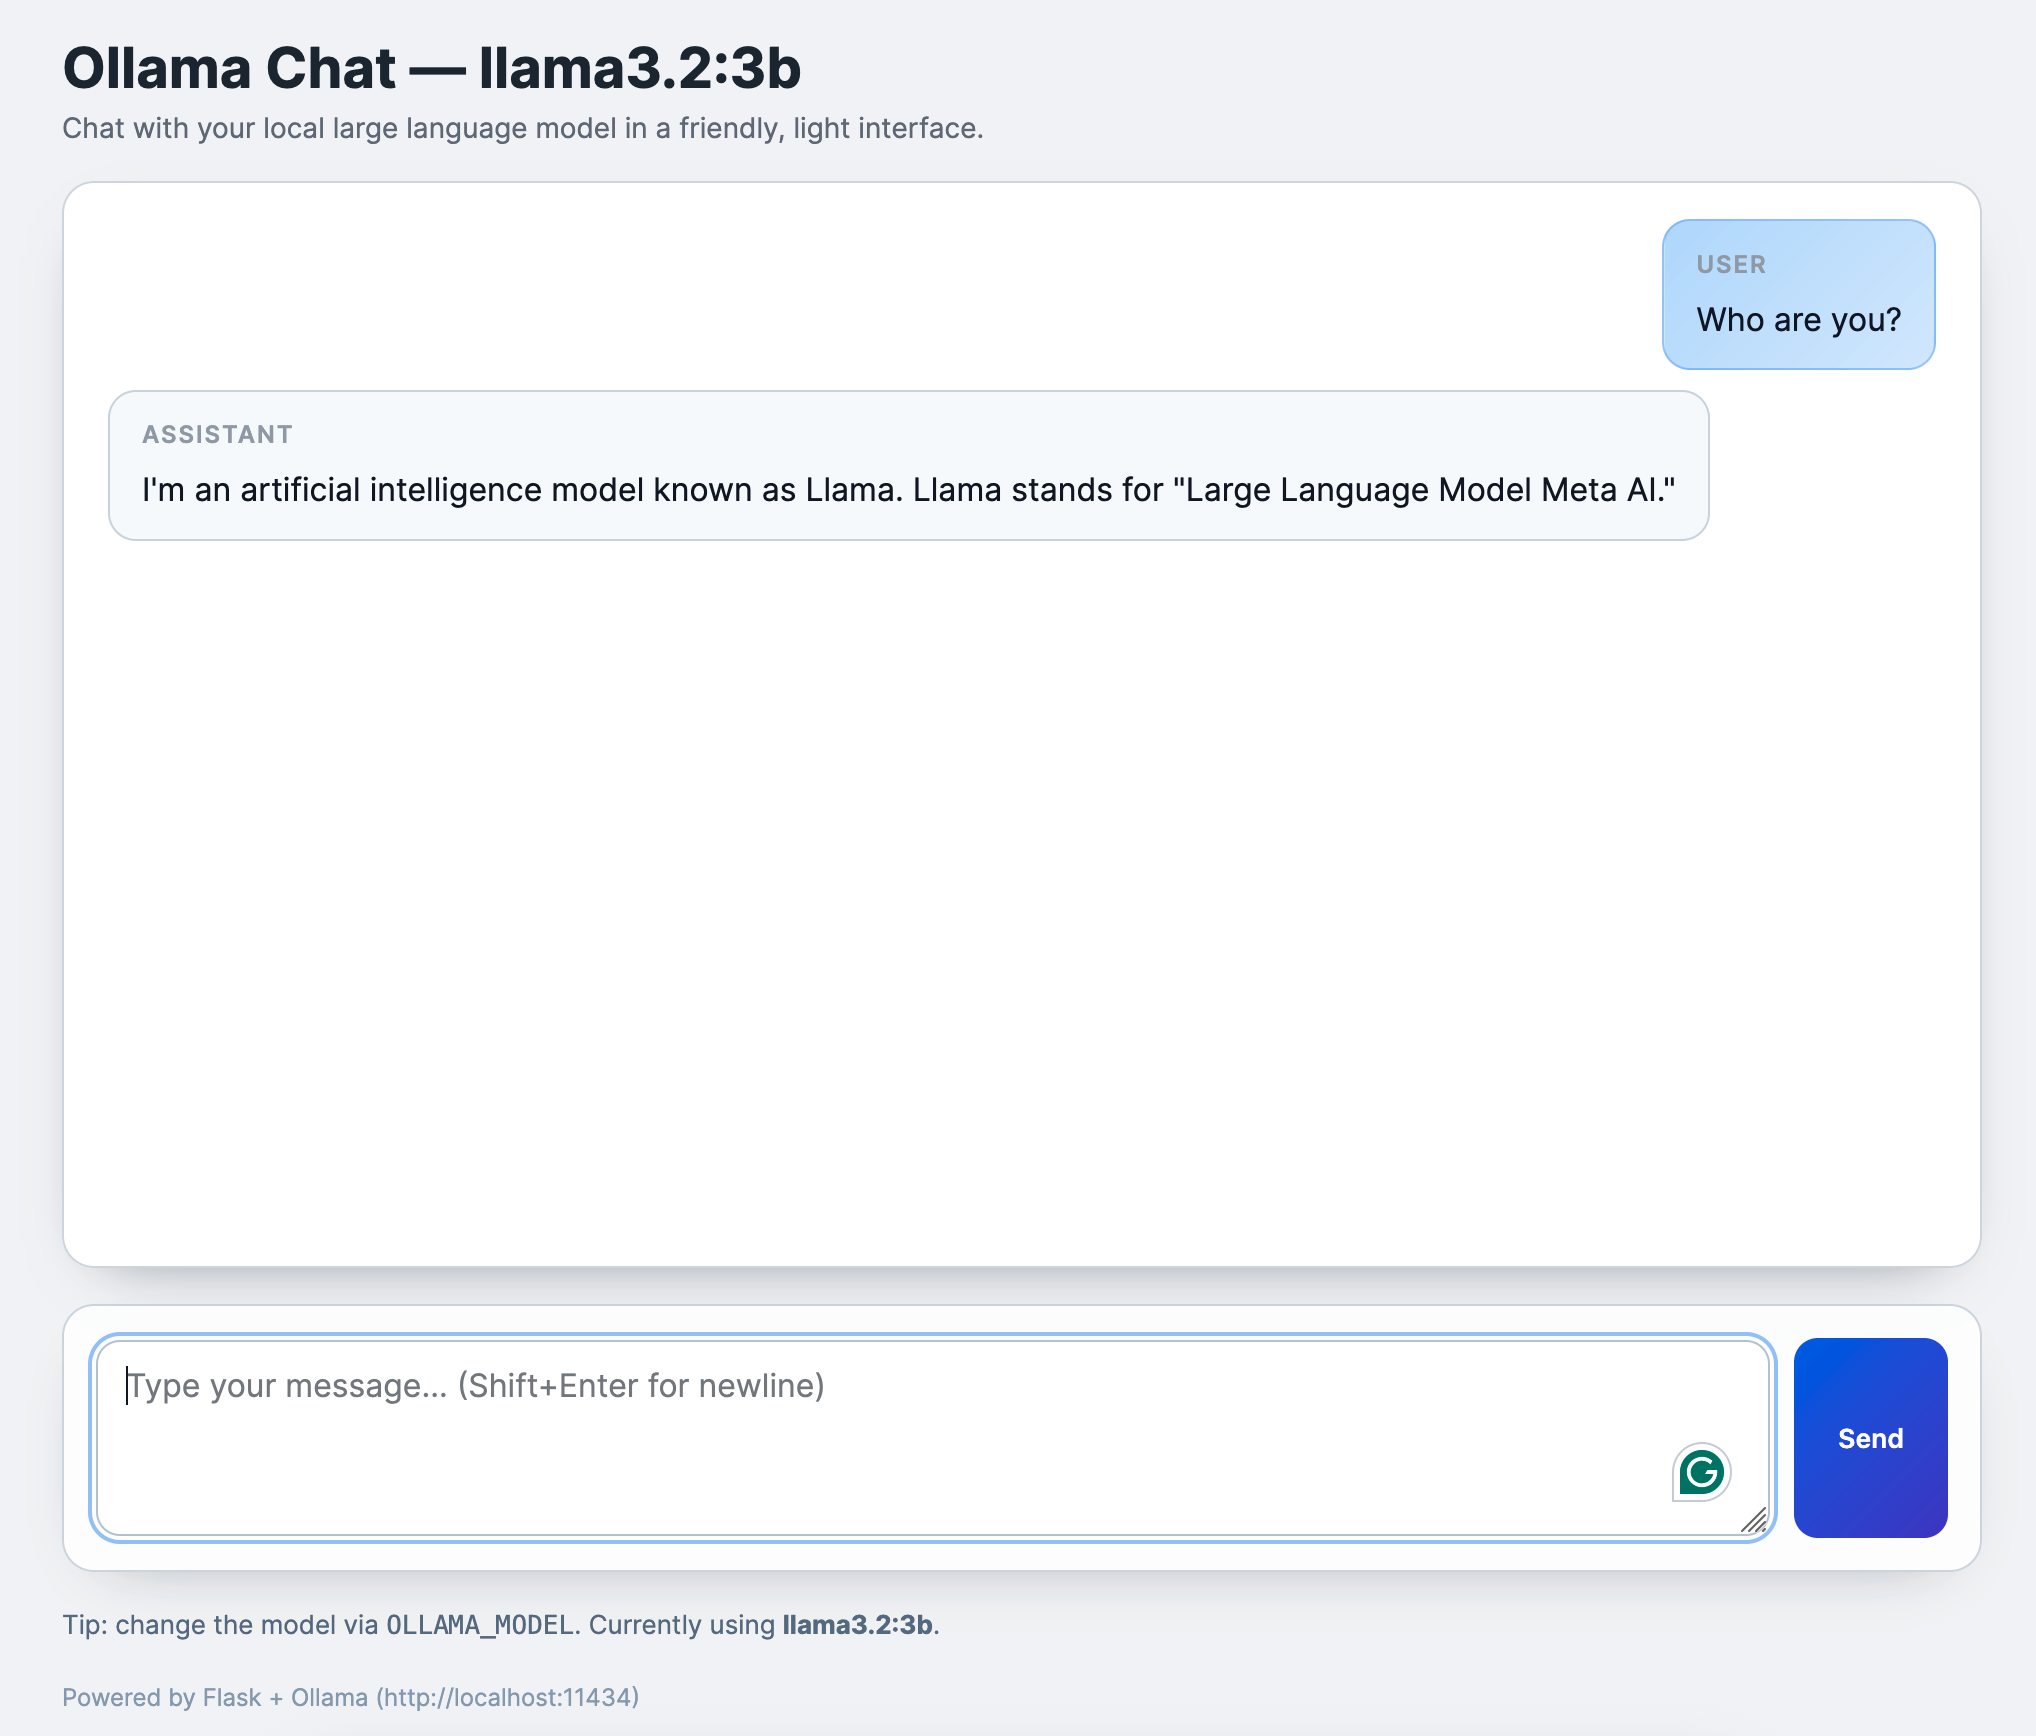 Ollama Chat — llama3.2:3b
Chat with your local large language model in a friendly, light interface.
USER
Who are you?
ASSISTANT
I'm an artificial intelligence model known as Llama. Llama stands for "Large Language Model Meta AI."
Type your message... (Shift+Enter for newline)
Send
Tip: change the model via OLLAMA_MODEL. Currently using llama3.2:3b.
Powered by Flask + Ollama (http://localhost:11434)